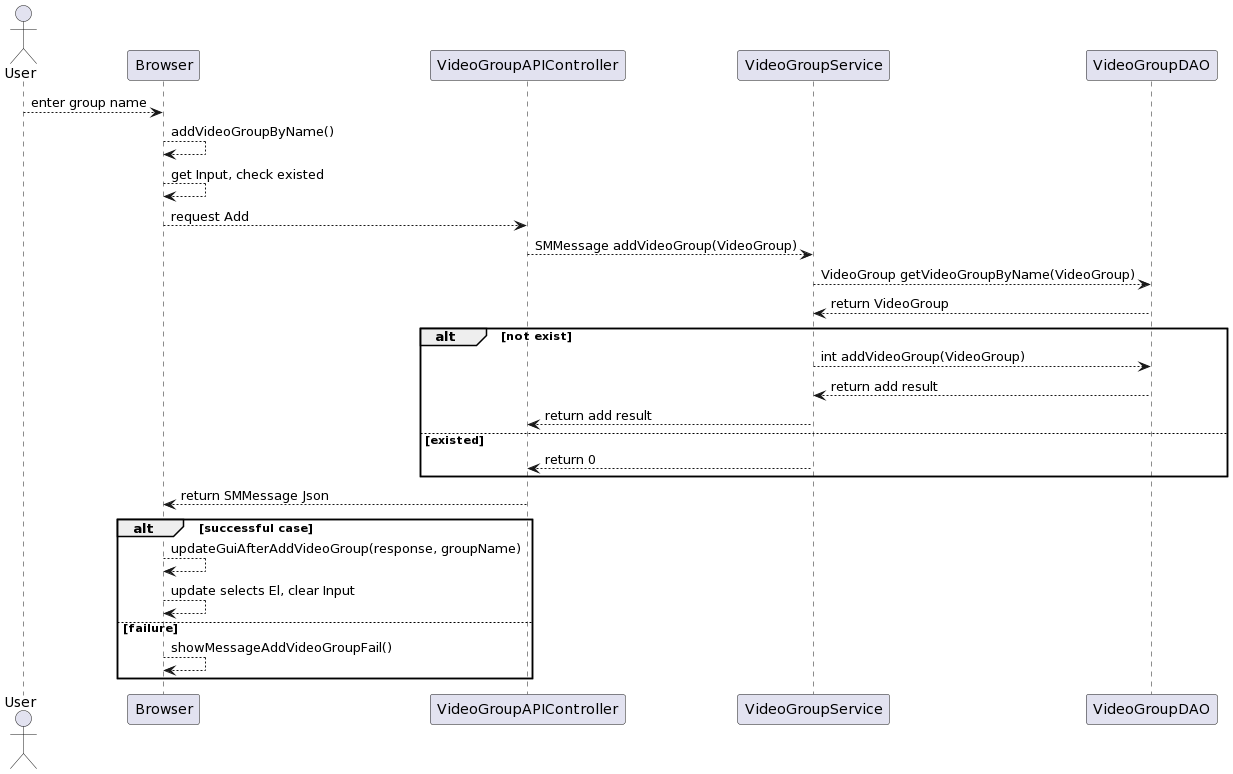 User
Browser
VideoGroupAPIController
VideoGroupService
VideoGroupDAO
enter group name
addVideoGroupByName()
get Input, check existed
request Add
SMMessage addVideoGroup(VideoGroup)
VideoGroup getVideoGroupByName(VideoGroup)
return VideoGroup
alt [not exist]
int addVideoGroup(VideoGroup)
return add result
return add result
[existed]
return 0
return SMMessage Json
alt [successful case]
updateGuiAfterAddVideoGroup(response, groupName)
update selects El, clear Input
[failure]
showMessageAddVideoGroupFail()
User
Browser
VideoGroupAPIController
VideoGroupService
VideoGroupDAO